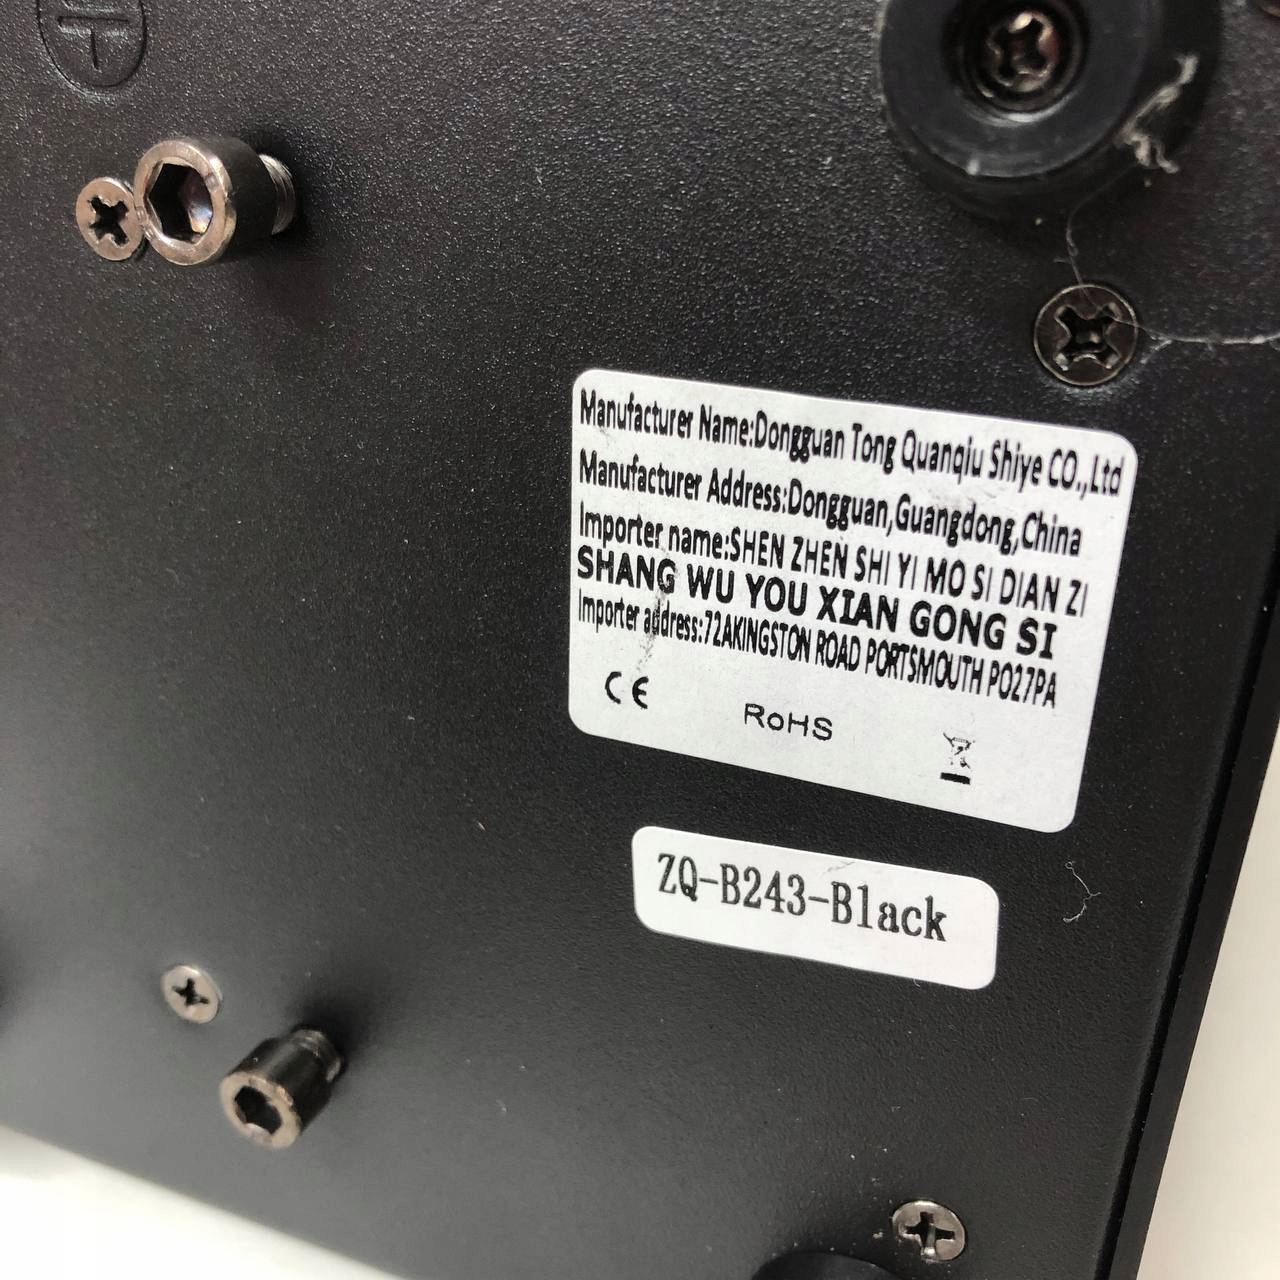 Manufacturer Name:Dongguan Tong Quanqiu Shiye CO.,Ltd
Manufacturer Address:Dongguan,Guangdong,China
Importer name:SHEN ZHEN SHI YI MO SI DIAN ZI
SHANG WU YOU XIAN GONG SI
Importer address:72AKINGSTON ROAD PORTSMOUTH PO27PA
CE
RoHS
ZQ-B243-Black